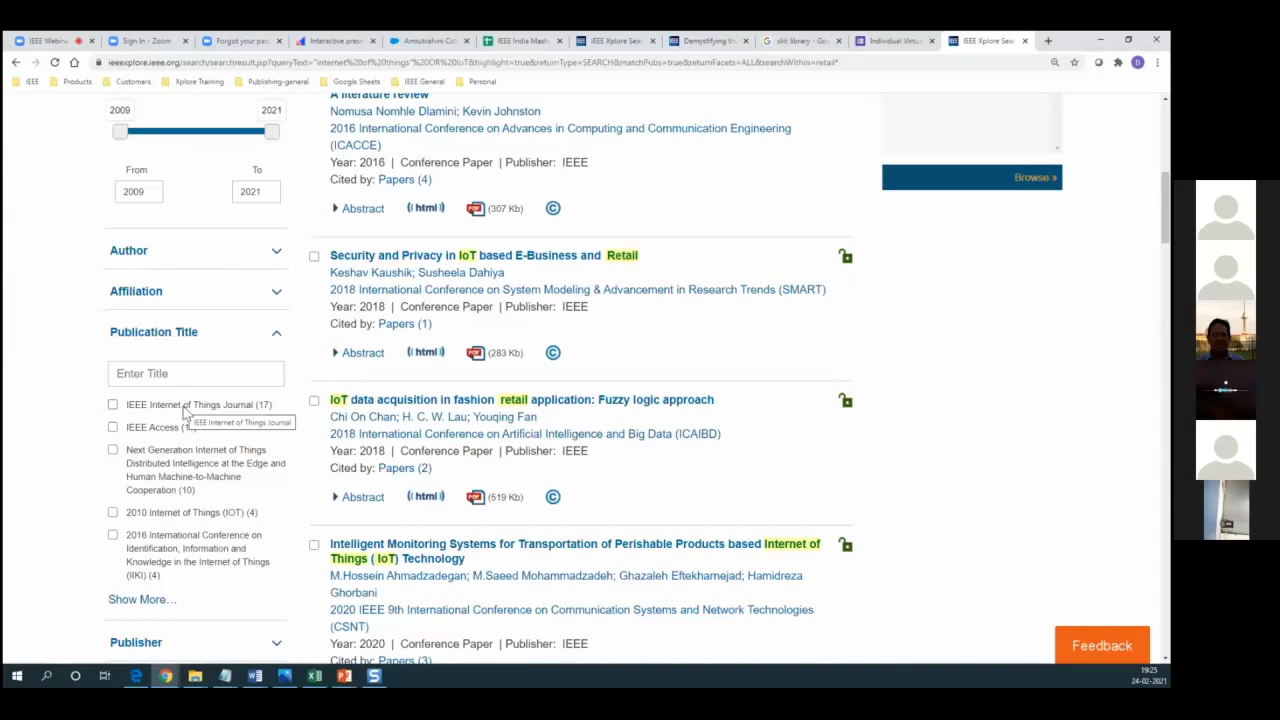 IEEE Webina
Sign In - Zoom
Forgot your pas
Interactive prese
Amrutvahini Coll
IEEE India Mast
IEEE Xplore Sea
Demystifying th
sliit library - Goo
Individual Virtu
IEEE Xplore Sea
ieeexplore.ieee.org/search/searchresult.jsp?queryText="internet%20of%20things"%20OR%20IoT&highlight=true&returnType=SEARCH&matchPubs=true&returnFacets=ALL&searchWithin=retail*
IEEE
Products
Customers
Xplore Training
Publishing-general
Google Sheets
IEEE General
Personal
2009
2021
From
To
2009
2021
Author
Affiliation
Publication Title
Enter Title
IEEE Internet of Things Journal (17)
IEEE Internet of Things Journal
IEEE Access (1
Next Generation Internet of Things
Distributed Intelligence at the Edge and
Human Machine-to-Machine
Cooperation (10)
2010 Internet of Things (IOT) (4)
2016 International Conference on
Identification, Information and
Knowledge in the Internet of Things
(IIKI) (4)
Show More...
Publisher
A literature review
Nomusa Nomhle Dlamini; Kevin Johnston
2016 International Conference on Advances in Computing and Communication Engineering
(ICACCE)
Year: 2016 | Conference Paper | Publisher: IEEE
Cited by: Papers (4)
Abstract
((html))
PDF
(307 Kb)
©
Security and Privacy in IoT based E-Business and Retail
Keshav Kaushik; Susheela Dahiya
2018 International Conference on System Modeling & Advancement in Research Trends (SMART)
Year: 2018 | Conference Paper | Publisher: IEEE
Cited by: Papers (1)
Abstract
((html))
PDF
(283 Kb)
©
IoT data acquisition in fashion retail application: Fuzzy logic approach
Chi On Chan; H. C. W. Lau; Youqing Fan
2018 International Conference on Artificial Intelligence and Big Data (ICAIBD)
Year: 2018 | Conference Paper | Publisher: IEEE
Cited by: Papers (2)
Abstract
((html))
PDF
(519 Kb)
©
Intelligent Monitoring Systems for Transportation of Perishable Products based Internet of
Things ( IoT) Technology
M.Hossein Ahmadzadegan; M.Saeed Mohammadzadeh; Ghazaleh Eftekharnejad; Hamidreza
Ghorbani
2020 IEEE 9th International Conference on Communication Systems and Network Technologies
(CSNT)
Year: 2020 | Conference Paper | Publisher: IEEE
Cited by: Papers (3)
Browse »
Feedback
19:25
24-02-2021